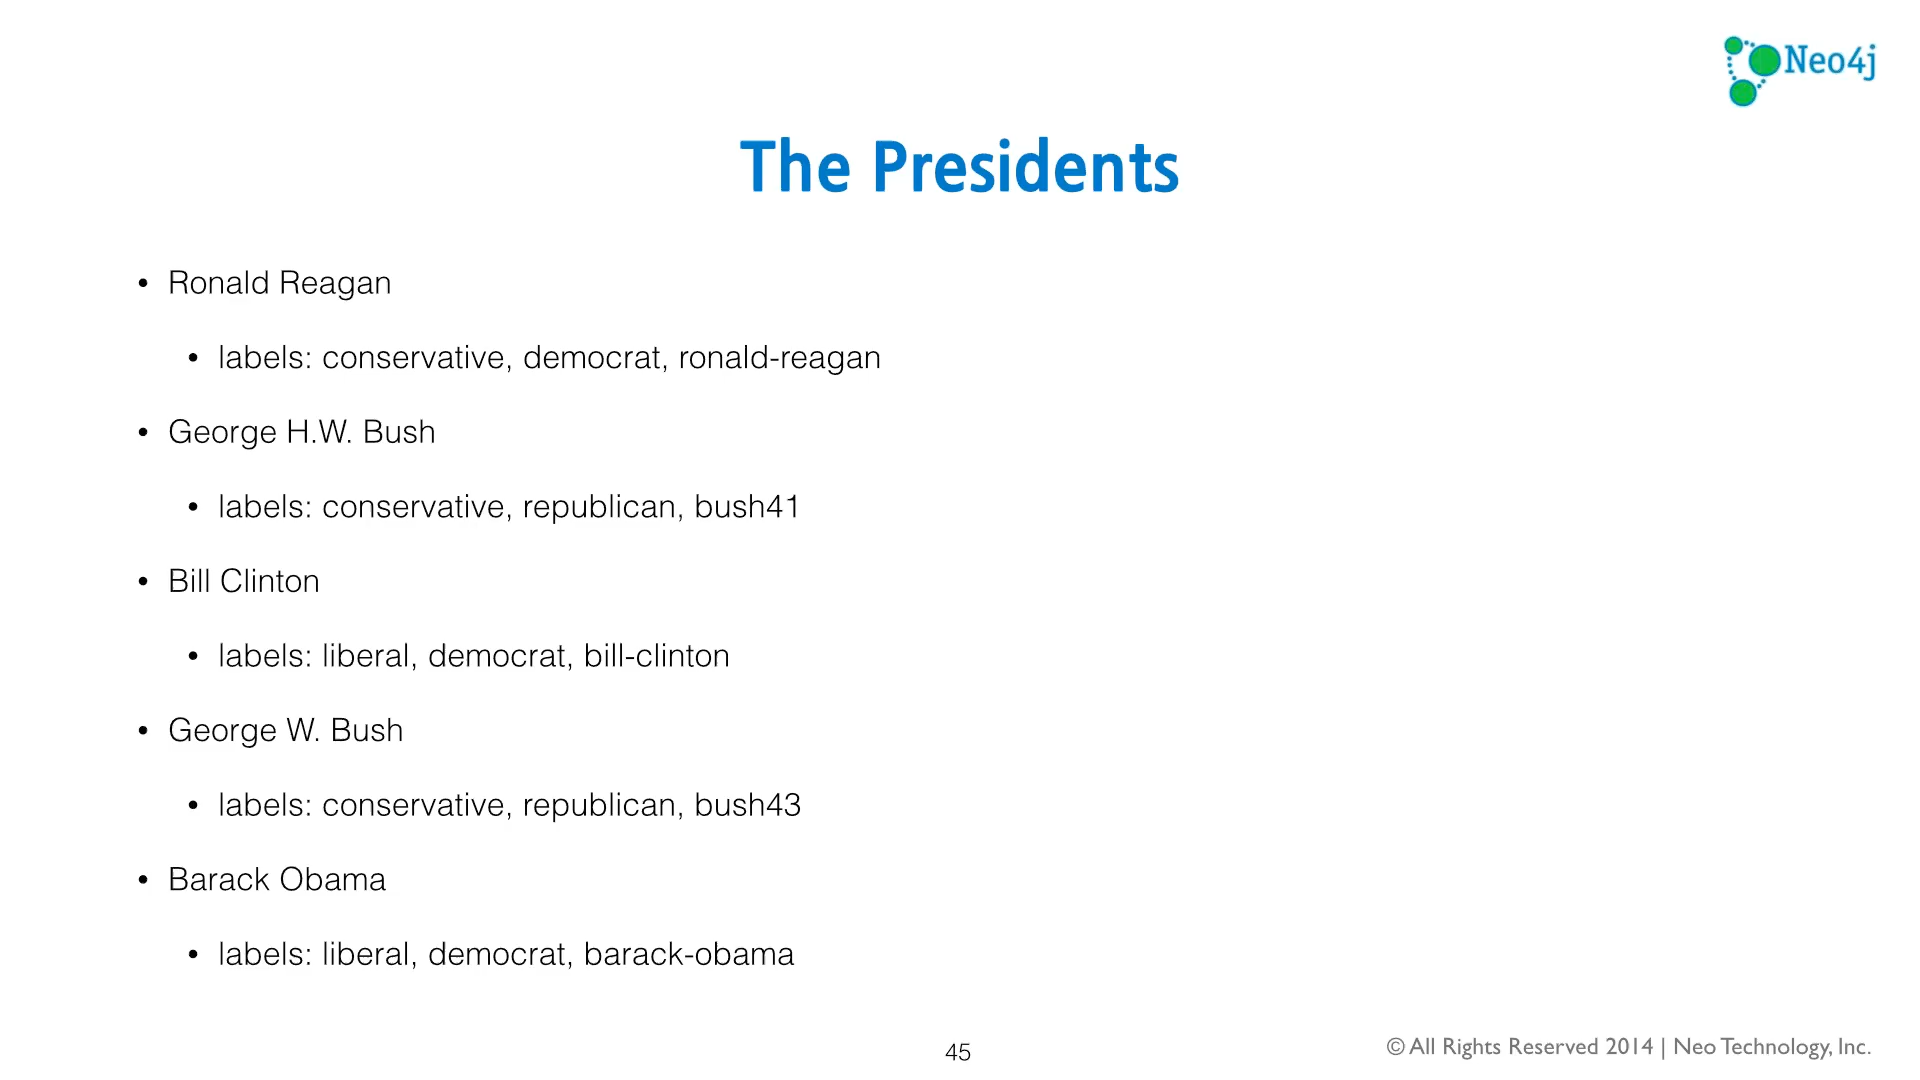 Neo4j
The Presidents
• Ronald Reagan
• labels: conservative, democrat, ronald-reagan
• George H.W. Bush
• labels: conservative, republican, bush41
• Bill Clinton
• labels: liberal, democrat, bill-clinton
• George W. Bush
• labels: conservative, republican, bush43
• Barack Obama
• labels: liberal, democrat, barack-obama
45
© All Rights Reserved 2014 | Neo Technology, Inc.